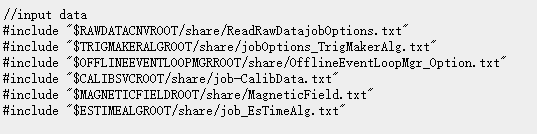 //input data
#include "$RAWDATACNVROOT/share/ReadRawDatajobOptions.txt"
#include "$TRIGMAKERALGROOT/share/jobOptions_TrigMakerAlg.txt"
#include "$OFFLINEEVENTLOOPMGRROOT/share/OfflineEventLoopMgr_Option.txt"
#include "$CALIBSVCROOT/share/job-CalibData.txt"
#include "$MAGNETICFIELDROOT/share/MagneticField.txt"
#include "$ESTIMEALGROOT/share/job_EsTimeAlg.txt"